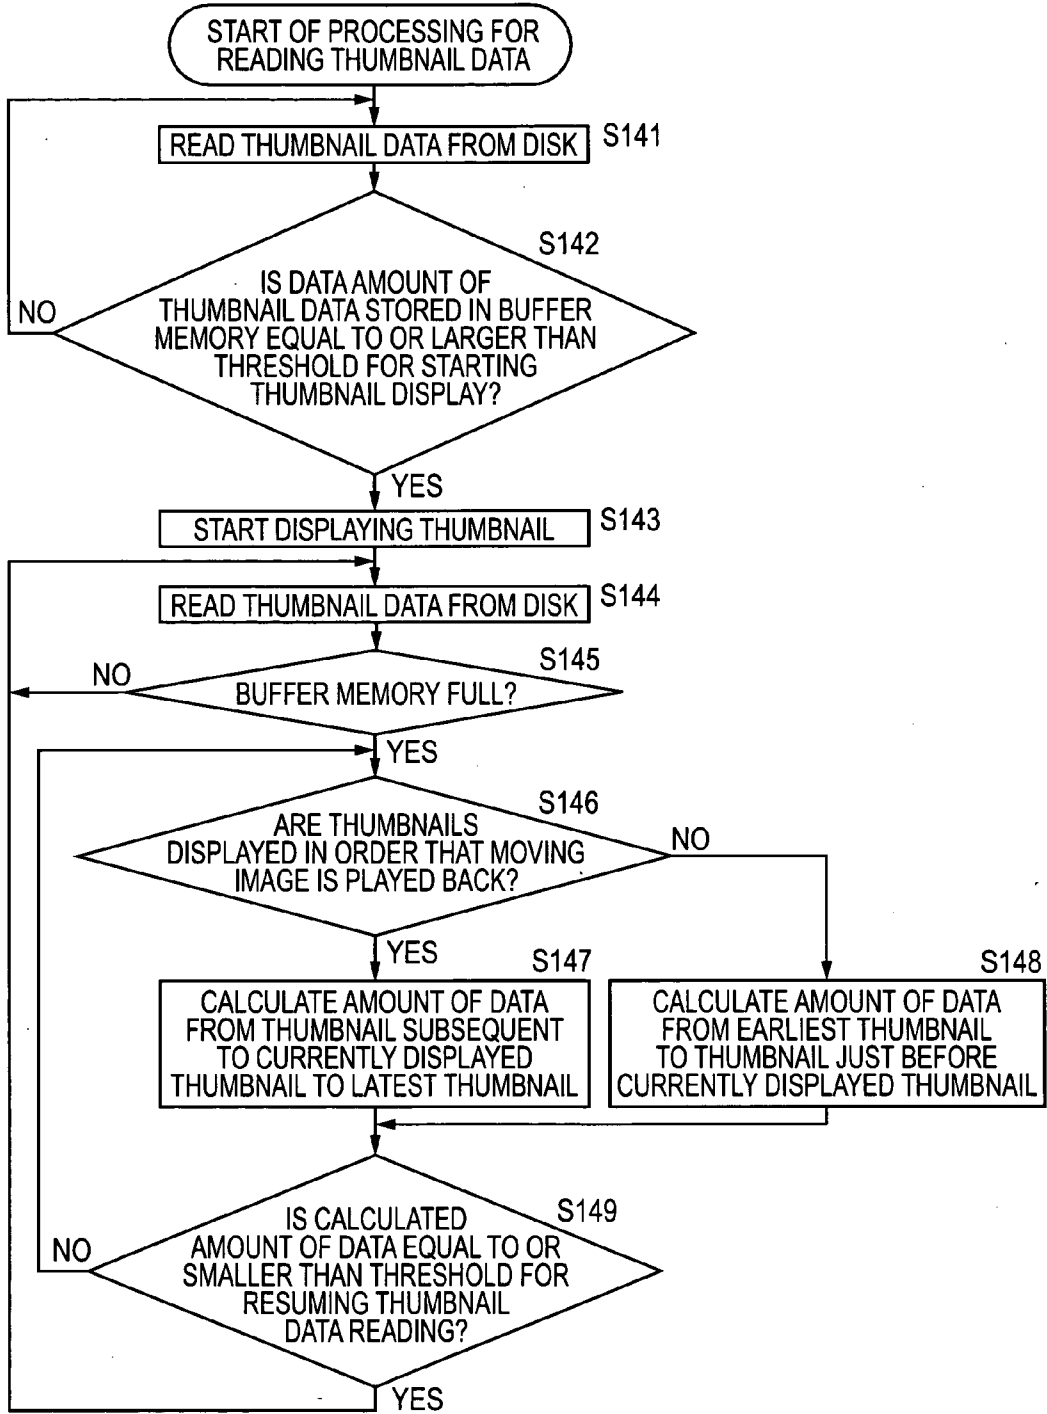 START OF PROCESSING FOR
READING THUMBNAIL DATA
READ THUMBNAIL DATA FROM DISK
S141
S142
IS DATA AMOUNT OF
THUMBNAIL DATA STORED IN BUFFER
MEMORY EQUAL TO OR LARGER THAN
THRESHOLD FOR STARTING
THUMBNAIL DISPLAY?
NO
YES
START DISPLAYING THUMBNAIL
S143
READ THUMBNAIL DATA FROM DISK
S144
S145
NO
BUFFER MEMORY FULL?
YES
S146
ARE THUMBNAILS
DISPLAYED IN ORDER THAT MOVING
IMAGE IS PLAYED BACK?
NO
YES
S147
CALCULATE AMOUNT OF DATA
FROM THUMBNAIL SUBSEQUENT
TO CURRENTLY DISPLAYED
THUMBNAIL TO LATEST THUMBNAIL
S148
CALCULATE AMOUNT OF DATA
FROM EARLIEST THUMBNAIL
TO THUMBNAIL JUST BEFORE
CURRENTLY DISPLAYED THUMBNAIL
S149
IS CALCULATED
AMOUNT OF DATA EQUAL TO OR
SMALLER THAN THRESHOLD FOR
RESUMING THUMBNAIL
DATA READING?
NO
YES